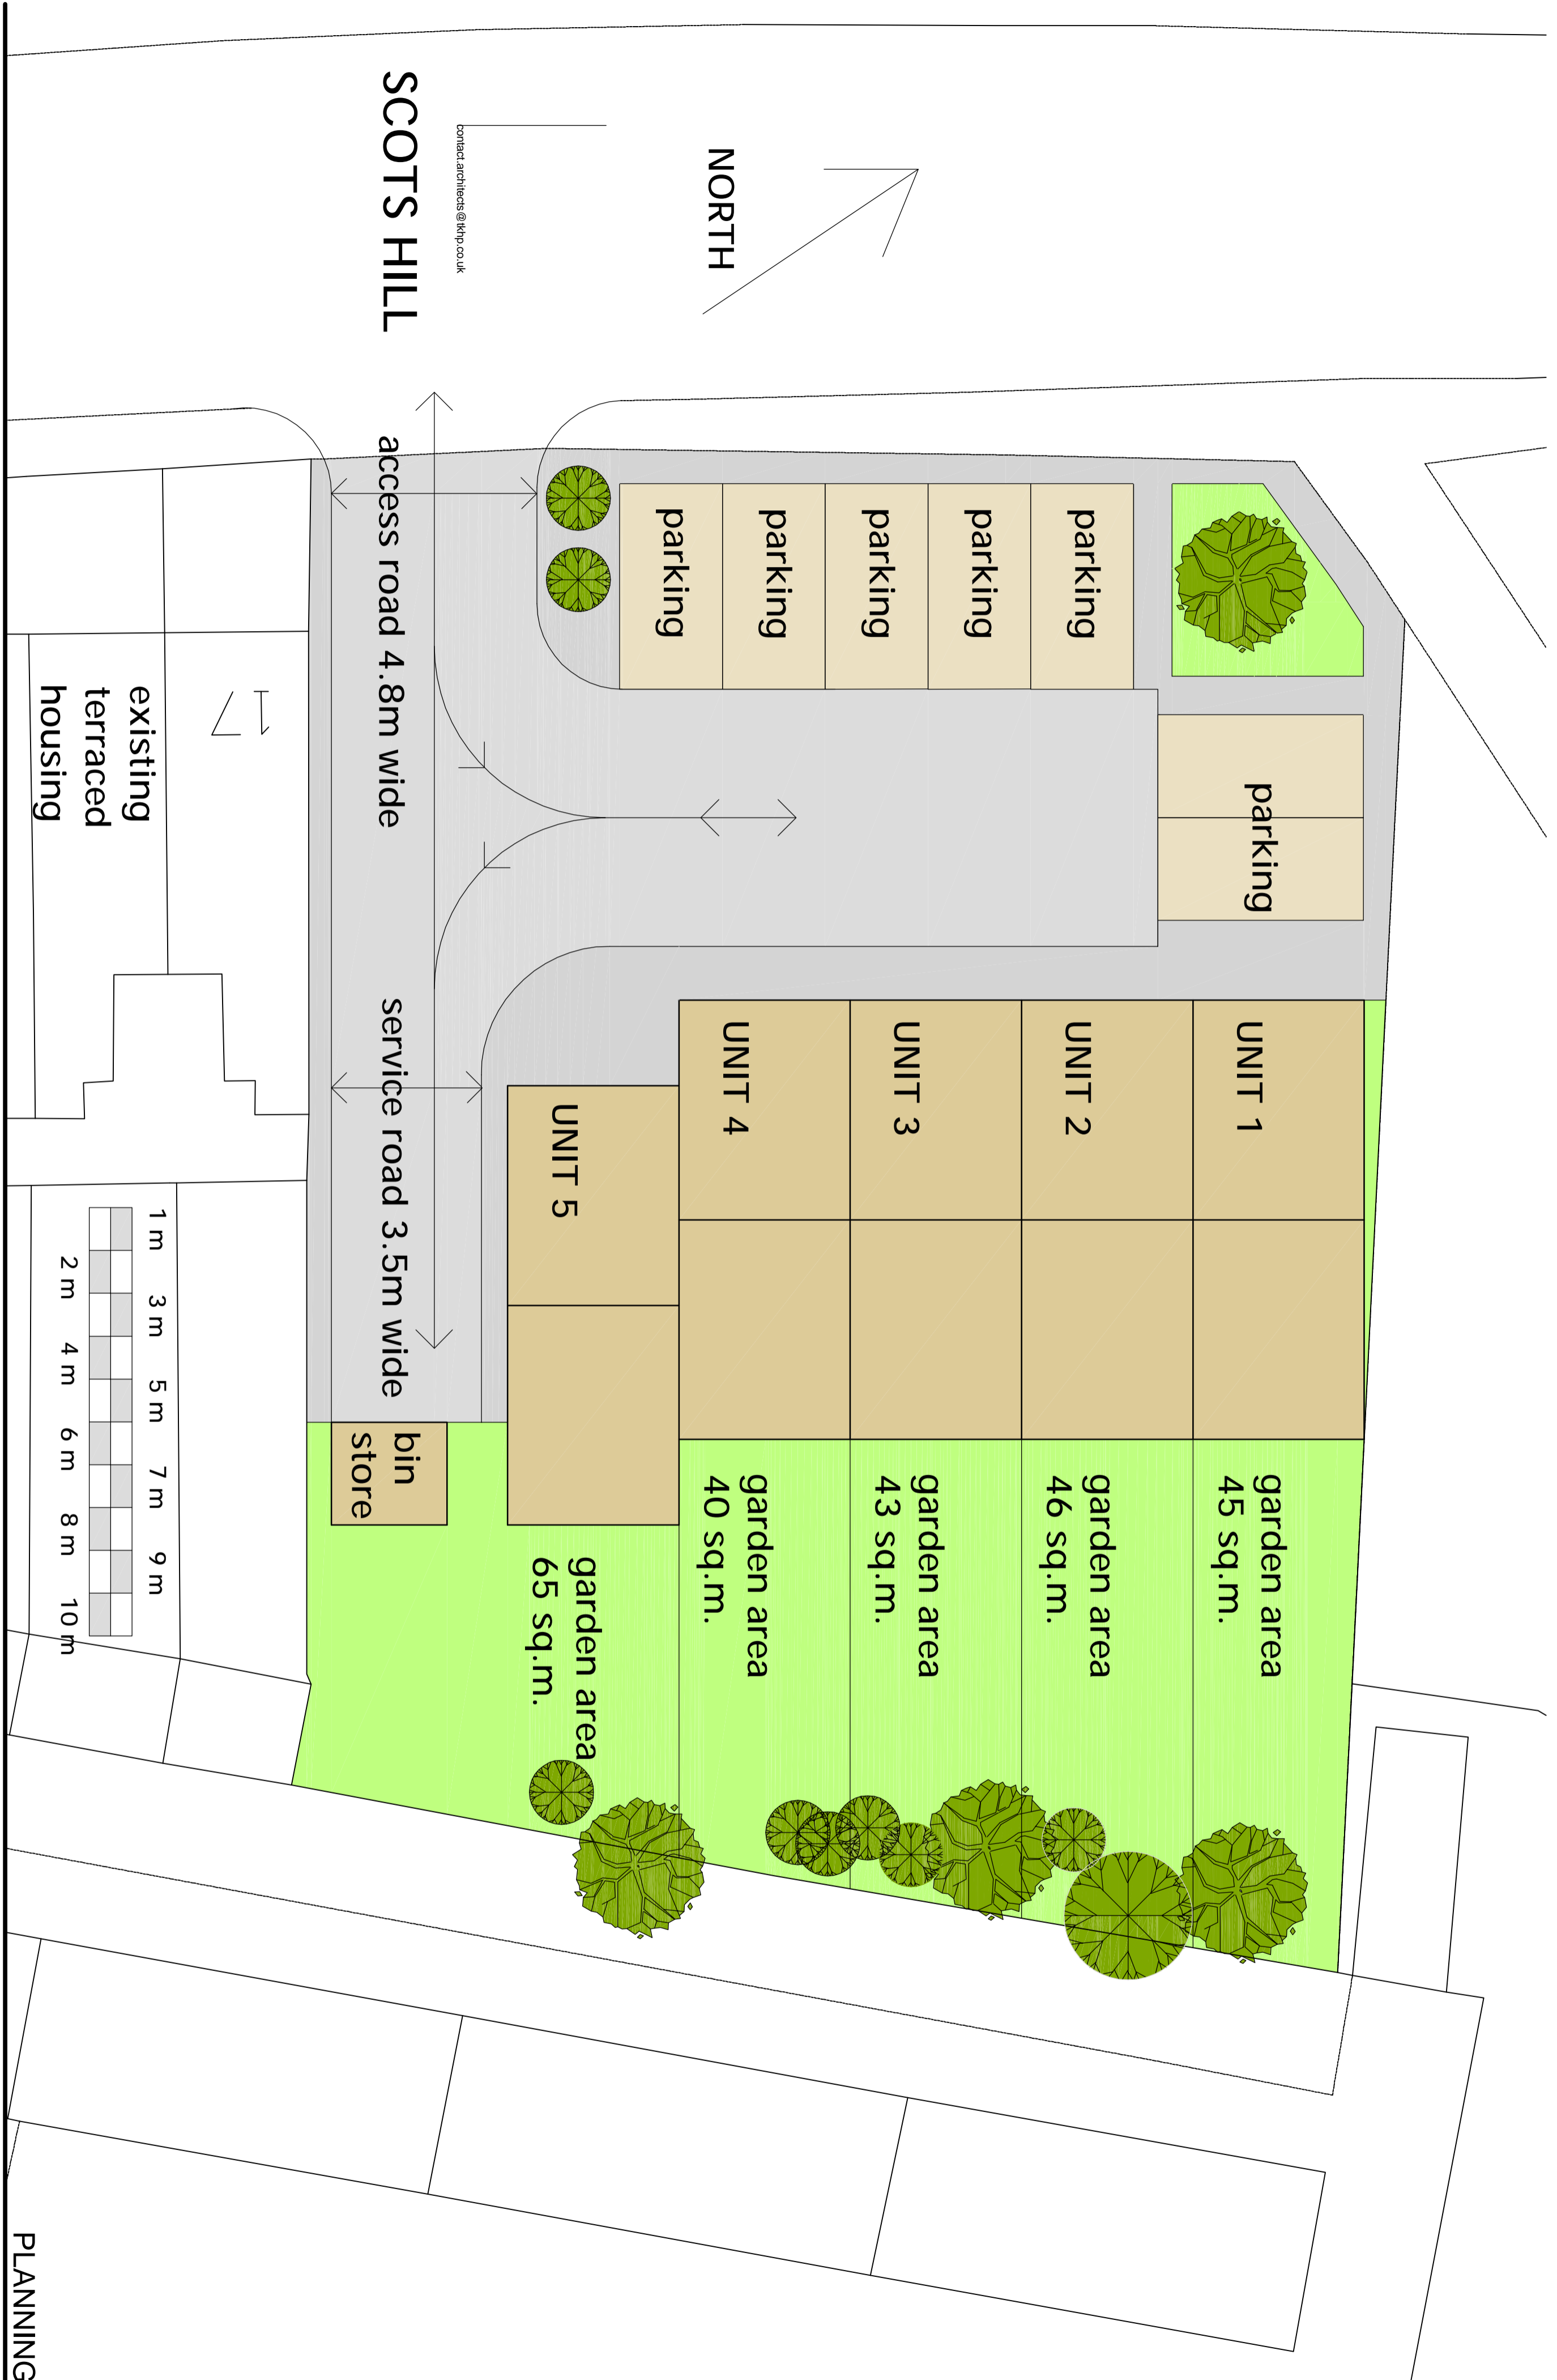 SCOTS HILL
contact.architects@tkhp.co.uk
NORTH
access road 4.8m wide
service road 3.5m wide
parking
parking
parking
parking
parking
parking
existing
terraced
housing
17
UNIT 1
UNIT 2
UNIT 3
UNIT 4
UNIT 5
bin
store
garden area
45 sq.m.
garden area
46 sq.m.
garden area
43 sq.m.
garden area
40 sq.m.
garden area
65 sq.m.
1 m
3 m
5 m
7 m
9 m
2 m
4 m
6 m
8 m
10 m
PLANNING